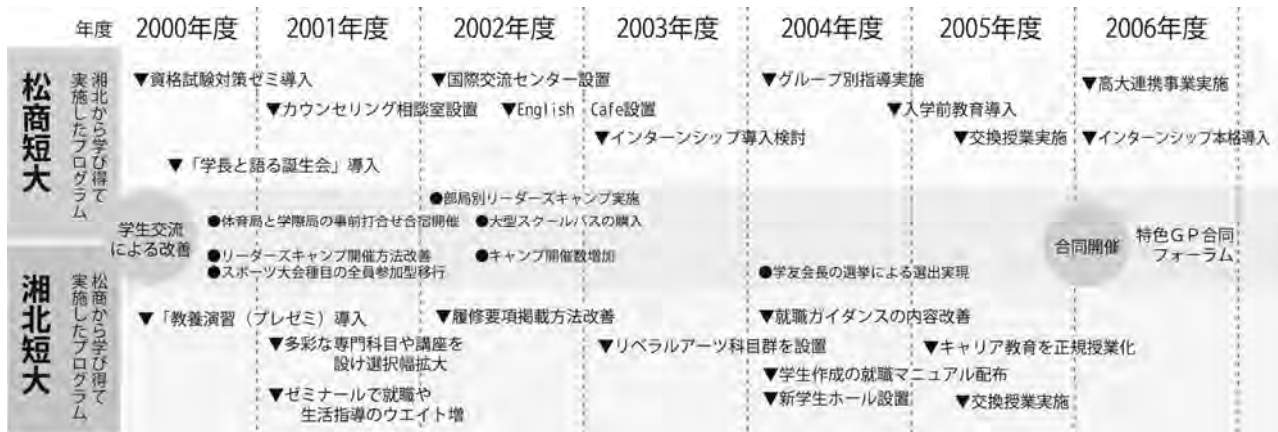 年度 2000年度 2001年度 2002年度 2003年度 2004年度 2005年度 2006年度
松商短大
湘北から学び得て
実施したプログラム
▼資格試験対策ゼミ導入
▼国際交流センター設置
▼グループ別指導実施
▼高大連携事業実施
▼カウンセリング相談室設置
▼English Cafe設置
▼入学前教育導入
▼インターンシップ導入検討
▼交換授業実施
▼インターンシップ本格導入
▼「学長と語る誕生会」導入
学生交流
による改善
●部局別リーダーズキャンプ実施
●体育局と学際局の事前打合せ合宿開催
●大型スクールバスの購入
●リーダーズキャンプ開催方法改善
●キャンプ開催数増加
●スポーツ大会種目の全員参加型移行
●学友会長の選挙による選出実現
合同開催
特色ＧＰ合同
フォーラム
湘北短大
松商から学び得て
実施したプログラム
▼「教養演習（プレゼミ）導入
▼履修要項掲載方法改善
▼就職ガイダンスの内容改善
▼多彩な専門科目や講座を
設け選択幅拡大
▼リベラルアーツ科目群を設置
▼キャリア教育を正規授業化
▼学生作成の就職マニュアル配布
▼ゼミナールで就職や
生活指導のウエイト増
▼新学生ホール設置
▼交換授業実施